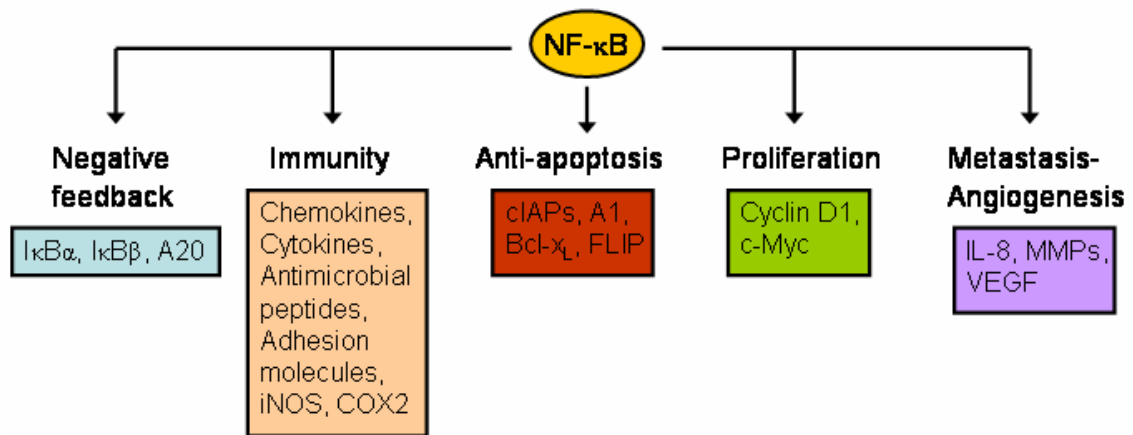 NF-κB
Negative
feedback
IκBα, IκBβ, A20
Immunity
Chemokines,
Cytokines,
Antimicrobial
peptides,
Adhesion
molecules,
iNOS, COX2
Anti-apoptosis
cIAPs, A1,
Bcl-xL, FLIP
Proliferation
Cyclin D1,
c-Myc
Metastasis-
Angiogenesis
IL-8, MMPs,
VEGF